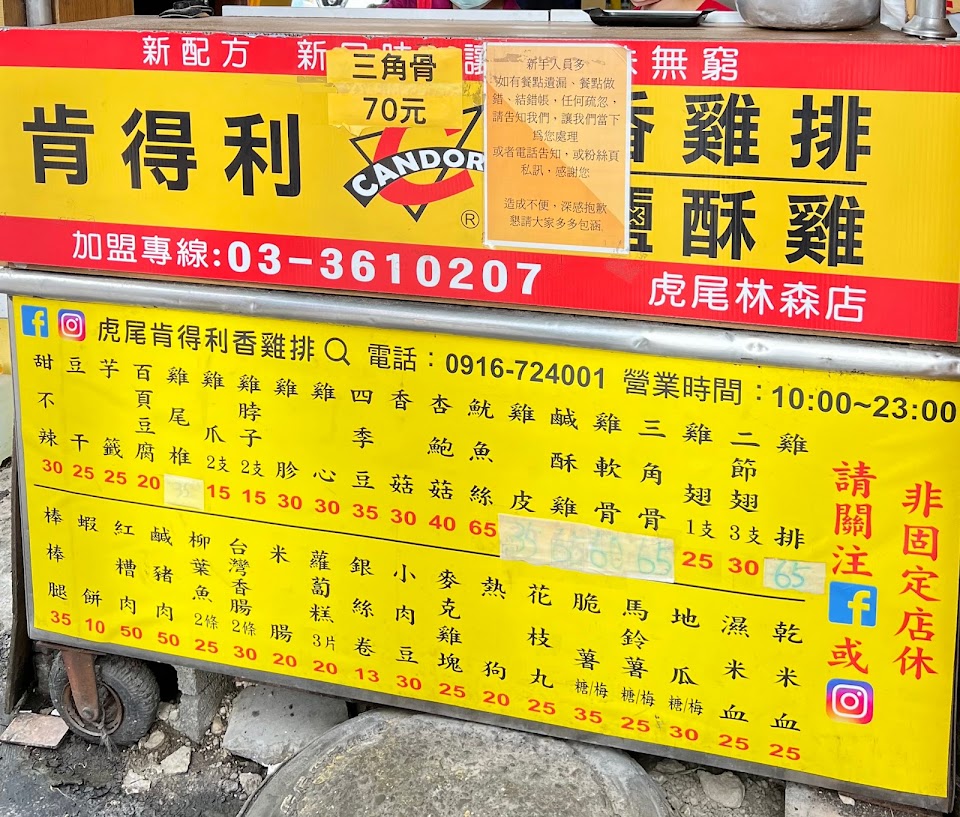 新配方 新
無窮
三角骨
70元
新手人員多
如有餐點遺漏、餐點做
錯、結錯帳，任何疏忽，
請告知我們，讓我們當下
為您處理
或者電話告知，或粉絲頁
私訊，感謝您
造成不便，深感抱歉
懇請大家多多包涵
肯得利
CANDOR
®
香雞排
鹽酥雞
加盟專線:03-3610207
虎尾林森店
虎尾肯得利香雞排 電話：0916-724001 營業時間：10:00~23:00
甜不辣 30
豆干 25
芋籤 25
百頁豆腐 20
雞尾椎 35
雞爪 2支 15
雞脖子 2支 15
雞胗 30
雞心 30
四季豆 35
香菇 30
杏鮑菇 40
魷魚絲 65
雞皮
鹹酥雞 65
雞軟骨 60
三角骨 65
雞翅 1支 25
二節翅 3支 30
雞排 65
棒棒腿 35
蝦餅 10
紅糟肉 50
鹹豬肉 50
柳葉魚 2條 25
台灣香腸 2條 30
米腸 20
蘿蔔糕 3片 20
銀絲卷 13
小肉豆 30
麥克雞塊 25
熱狗 20
花枝丸 25
脆薯 糖/梅 35
馬鈴薯 糖/梅 25
地瓜 糖/梅 30
濕米血 25
乾米血 25
非固定店休
請關注
或